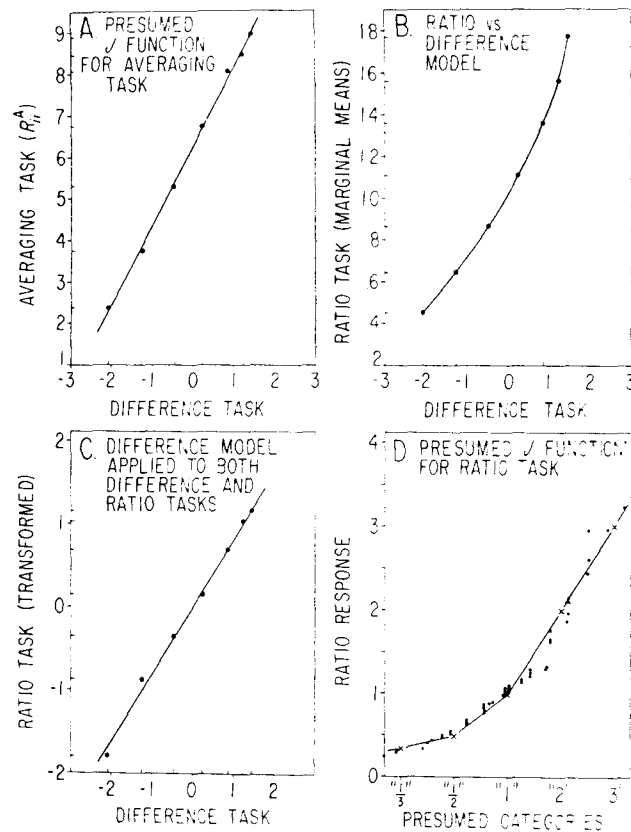 A. PRESUMED
J FUNCTION
FOR AVERAGING
TASK
9
8
7
6
5
4
3
2
1
-3 -2 -1 0 1 2 3
AVERAGING TASK
DIFFERENCE TASK
B. RATIO vs
DIFFERENCE
MODEL
18
16
14
12
10
8
6
4
2
-3 -2 -1 0 1 2 3
RATIO TASK (MARGINAL MEANS)
DIFFERENCE TASK
C. DIFFERENCE MODEL
APPLIED TO BOTH
DIFFERENCE AND
RATIO TASKS
2
1
0
-1
-2
-3 -2 -1 0 1 2 3
RATIO TASK (TRANSFORMED)
DIFFERENCE TASK
D. PRESUMED J FUNCTION
FOR RATIO TASK
4
3
2
1
0
"1/3" "1/2" "1" "2" 3
RATIO RESPONSE
PRESUMED CATEGORIES